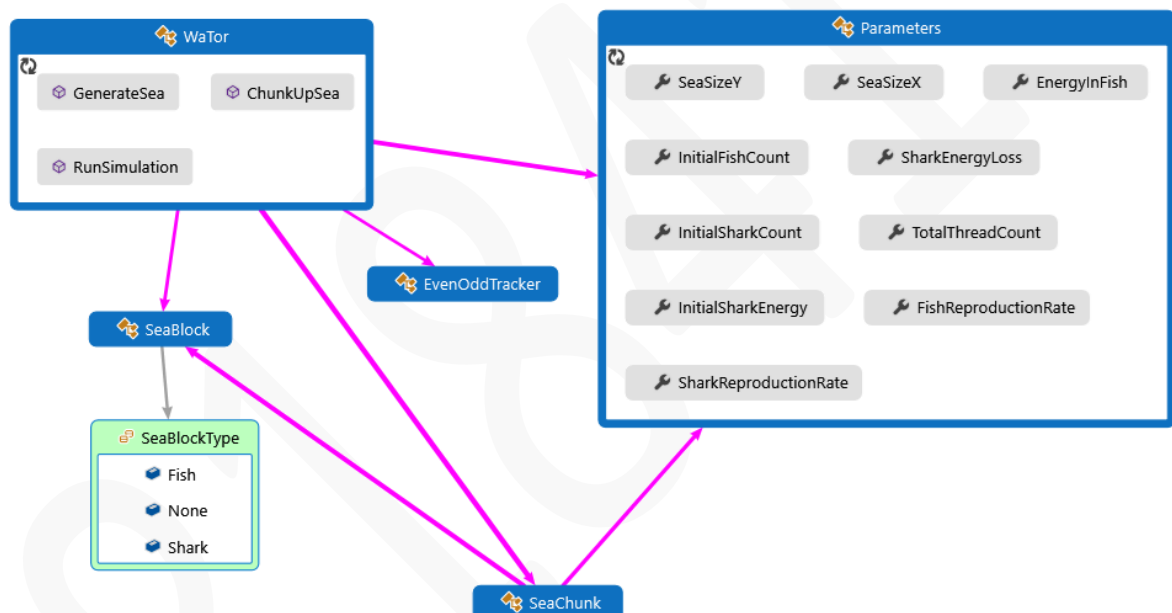 WaTor
GenerateSea
ChunkUpSea
RunSimulation
Parameters
SeaSizeY
SeaSizeX
EnergyInFish
InitialFishCount
SharkEnergyLoss
InitialSharkCount
TotalThreadCount
InitialSharkEnergy
FishReproductionRate
SharkReproductionRate
EvenOddTracker
SeaBlock
SeaBlockType
Fish
None
Shark
SeaChunk